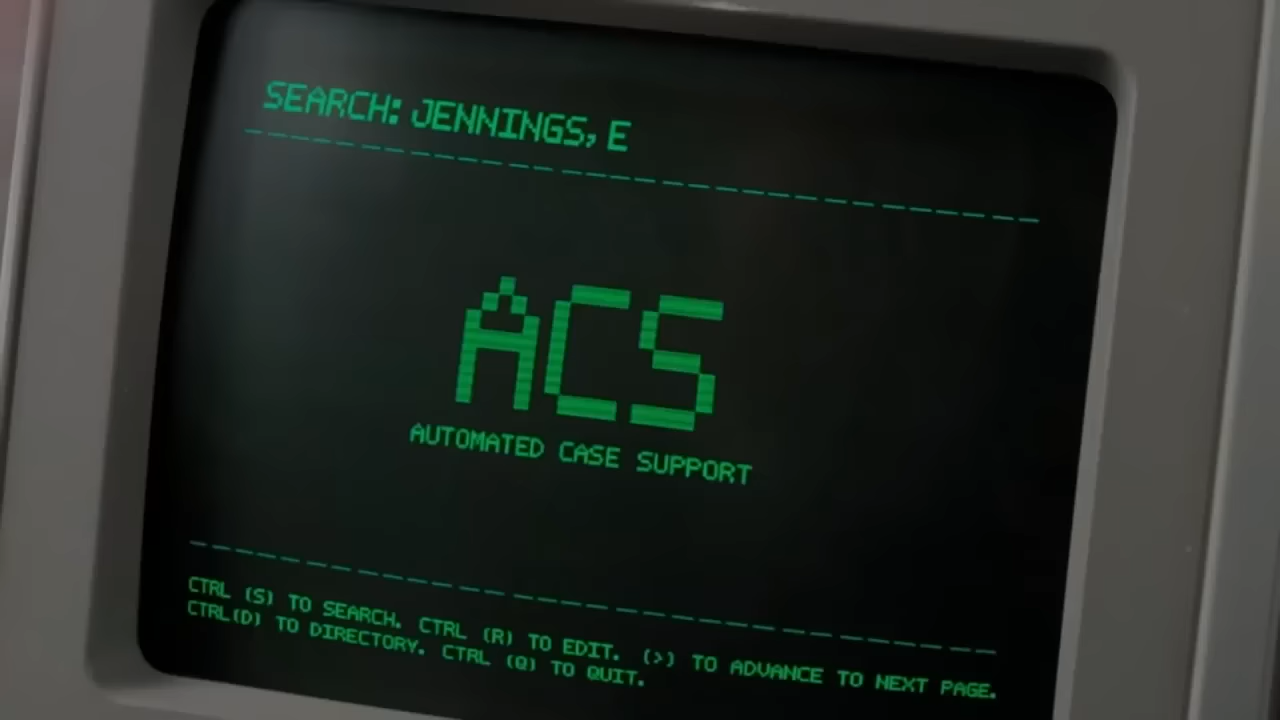 SEARCH: JENNINGS, E
ACS
AUTOMATED CASE SUPPORT
CTRL (S) TO SEARCH. CTRL (R) TO EDIT. (>) TO ADVANCE TO NEXT PAGE.
CTRL(D) TO DIRECTORY. CTRL (Q) TO QUIT.